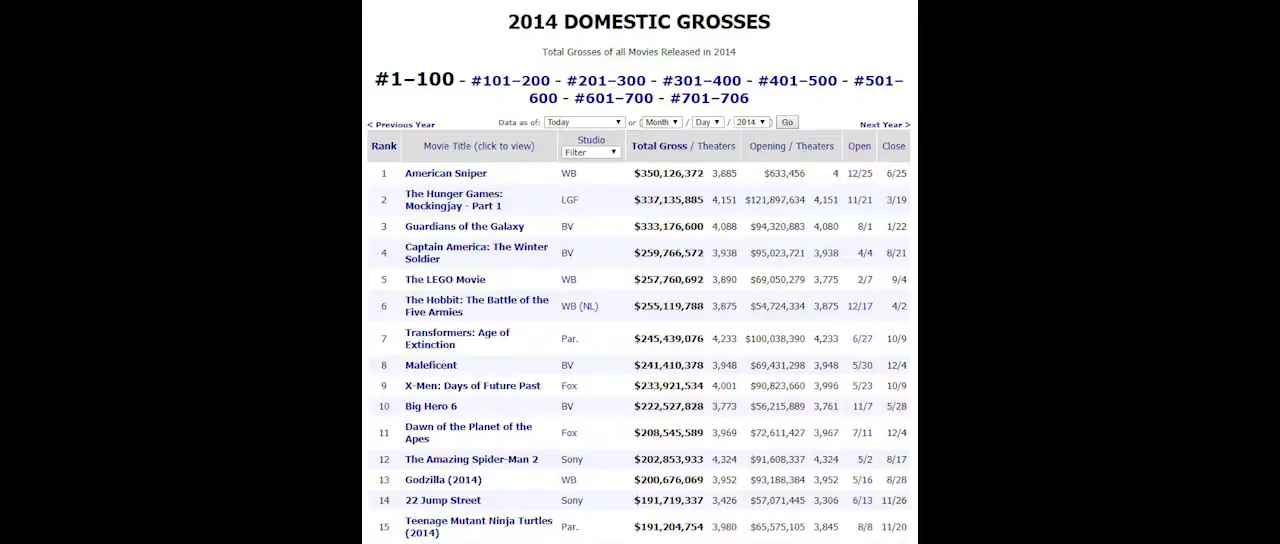 2014 DOMESTIC GROSSES
Total Grosses of all Movies Released in 2014
#1–100 - #101–200 - #201–300 - #301–400 - #401–500 - #501–
600 - #601–700 - #701–706
< Previous Year Data as of: Today ▼ or (Month ▼ / Day ▼ / 2014 ▼) Go Next Year >
Rank Movie Title (click to view) Studio Filter ▼ Total Gross / Theaters Opening / Theaters Open Close
1 American Sniper WB $350,126,372 3,885 $633,456 4 12/25 6/25
2 The Hunger Games:
Mockingjay - Part 1 LGF $337,135,885 4,151 $121,897,634 4,151 11/21 3/19
3 Guardians of the Galaxy BV $333,176,600 4,088 $94,320,883 4,080 8/1 1/22
4 Captain America: The Winter
Soldier BV $259,766,572 3,938 $95,023,721 3,938 4/4 8/21
5 The LEGO Movie WB $257,760,692 3,890 $69,050,279 3,775 2/7 9/4
6 The Hobbit: The Battle of the
Five Armies WB (NL) $255,119,788 3,875 $54,724,334 3,875 12/17 4/2
7 Transformers: Age of
Extinction Par. $245,439,076 4,233 $100,038,390 4,233 6/27 10/9
8 Maleficent BV $241,410,378 3,948 $69,431,298 3,948 5/30 12/4
9 X-Men: Days of Future Past Fox $233,921,534 4,001 $90,823,660 3,996 5/23 10/9
10 Big Hero 6 BV $222,527,828 3,773 $56,215,889 3,761 11/7 5/28
11 Dawn of the Planet of the
Apes Fox $208,545,589 3,969 $72,611,427 3,967 7/11 12/4
12 The Amazing Spider-Man 2 Sony $202,853,933 4,324 $91,608,337 4,324 5/2 8/17
13 Godzilla (2014) WB $200,676,069 3,952 $93,188,384 3,952 5/16 8/28
14 22 Jump Street Sony $191,719,337 3,426 $57,071,445 3,306 6/13 11/26
15 Teenage Mutant Ninja Turtles
(2014) Par. $191,204,754 3,980 $65,575,105 3,845 8/8 11/20